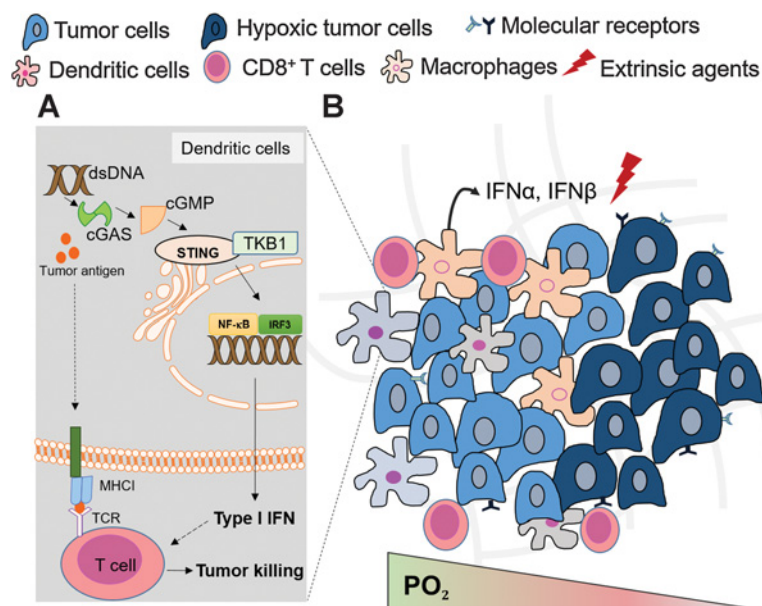 Tumor cells
Hypoxic tumor cells
Molecular receptors
Dendritic cells
CD8⁺ T cells
Macrophages
Extrinsic agents
A
Dendritic cells
dsDNA
cGMP
cGAS
TKB1
STING
Tumor antigen
NF-κB
IRF3
MHCI
TCR
Type I IFN
T cell
Tumor killing
B
IFNα, IFNβ
PO₂